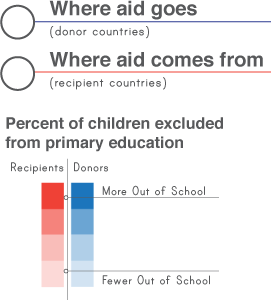 Where aid goes
(donor countries)
Where aid comes from
(recipient countries)
Percent of children excluded
from primary education
Recipients Donors
More Out of School
Fewer Out of School